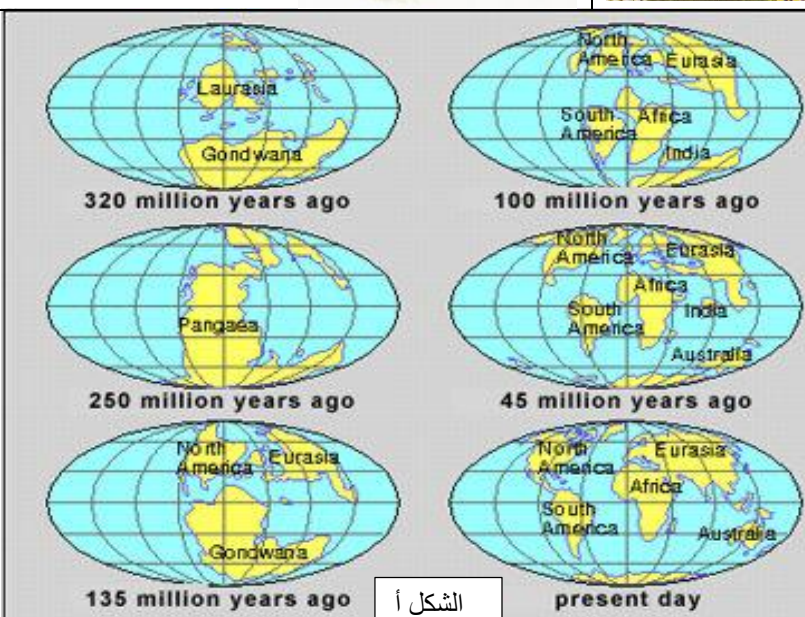 Laurasia
Gondwana
320 million years ago
North
America
Eurasia
South
America
Africa
India
100 million years ago
Pangaea
250 million years ago
North
America
Eurasia
Africa
South
America
India
Australia
45 million years ago
North
America
Eurasia
Gondwana
135 million years ago
North
America
Eurasia
Africa
South
America
Australia
present day
الشكل أ